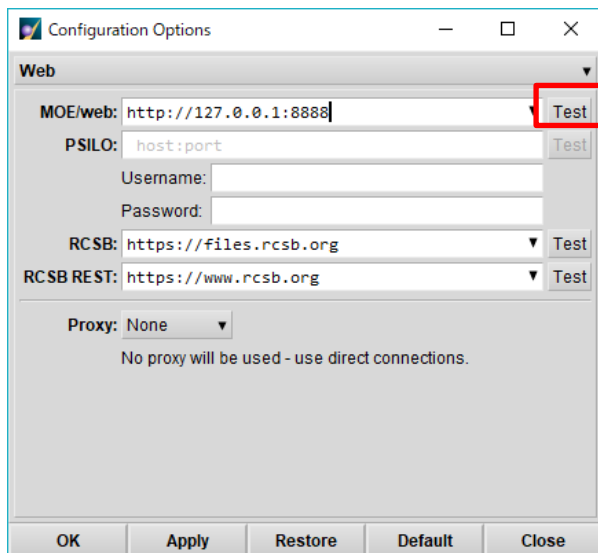 Configuration Options
Web
MOE/web: http://127.0.0.1:8888 Test
PSILO: host:port Test
Username:
Password:
RCSB: https://files.rcsb.org Test
RCSB REST: https://www.rcsb.org Test
Proxy: None
No proxy will be used - use direct connections.
OK Apply Restore Default Close